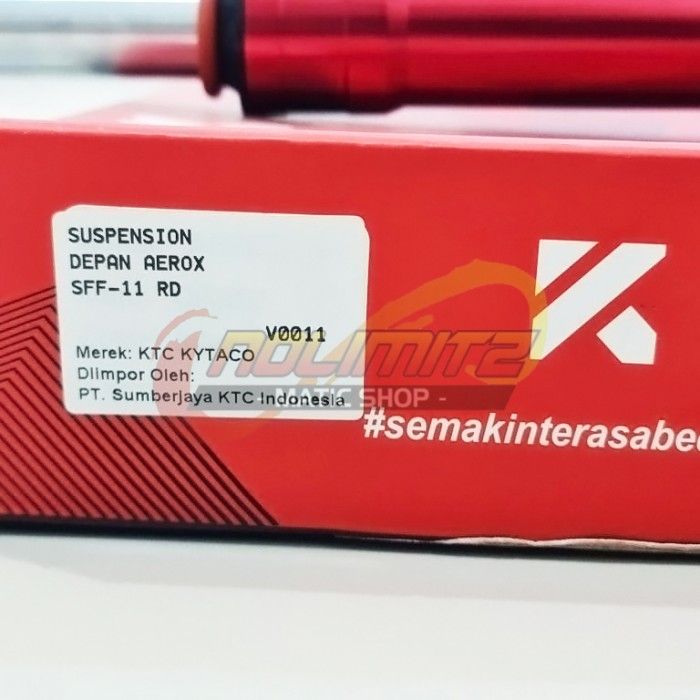 SUSPENSION
DEPAN AEROX
SFF-11 RD
V0011
Merek: KTC KYTACO
DIimpor Oleh:
PT. Sumberjaya KTC Indonesia
NOLIMITZ
- MATIC SHOP -